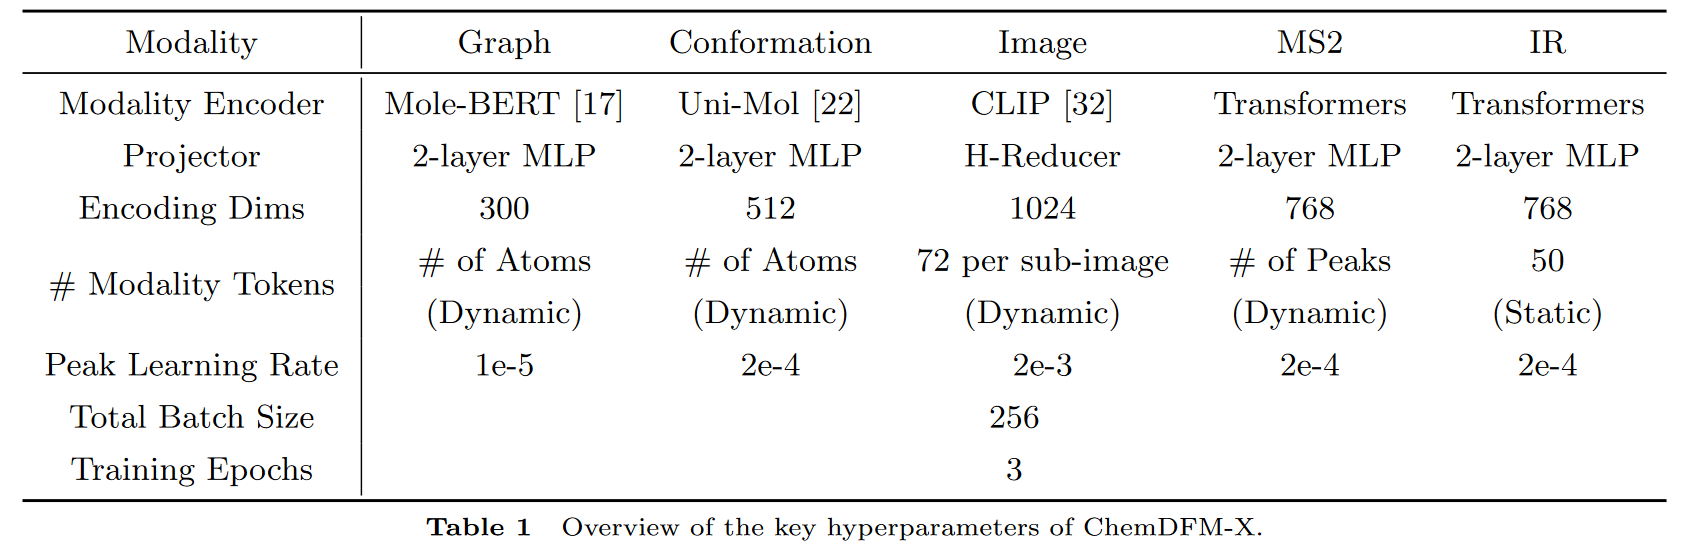 Modality Graph Conformation Image MS2 IR
Modality Encoder Mole-BERT [17] Uni-Mol [22] CLIP [32] Transformers Transformers
Projector 2-layer MLP 2-layer MLP H-Reducer 2-layer MLP 2-layer MLP
Encoding Dims 300 512 1024 768 768
# Modality Tokens # of Atoms # of Atoms 72 per sub-image # of Peaks 50
(Dynamic) (Dynamic) (Dynamic) (Dynamic) (Static)
Peak Learning Rate 1e-5 2e-4 2e-3 2e-4 2e-4
Total Batch Size 256
Training Epochs 3
Table 1 Overview of the key hyperparameters of ChemDFM-X.